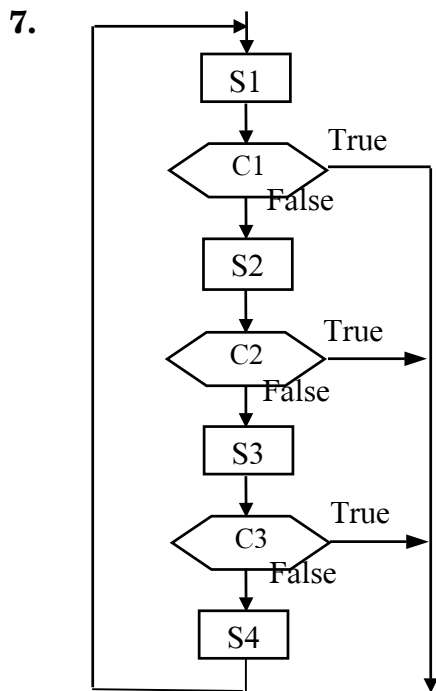 7.
S1
True
C1
False
S2
True
C2
False
S3
True
C3
False
S4